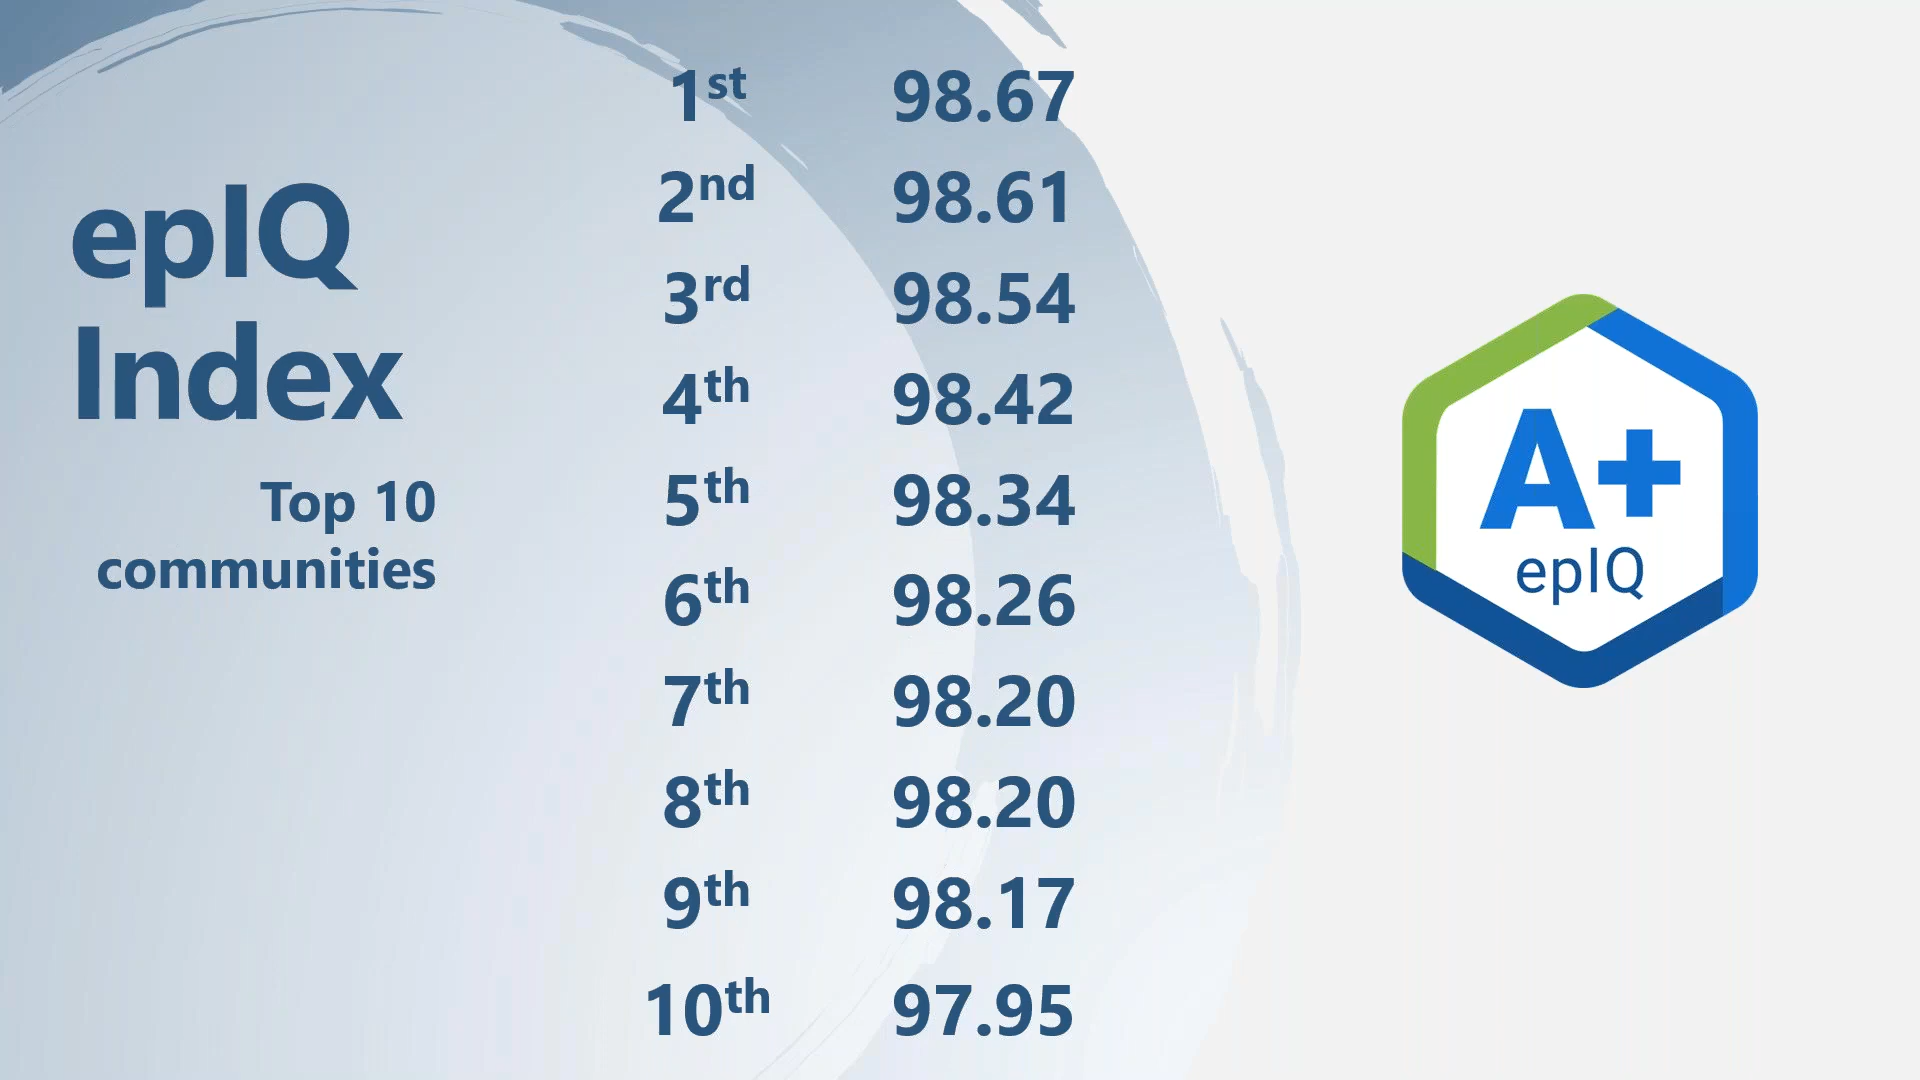 epIQ
Index
Top 10
communities
1st 98.67
2nd 98.61
3rd 98.54
4th 98.42
5th 98.34
6th 98.26
7th 98.20
8th 98.20
9th 98.17
10th 97.95
A+
epIQ